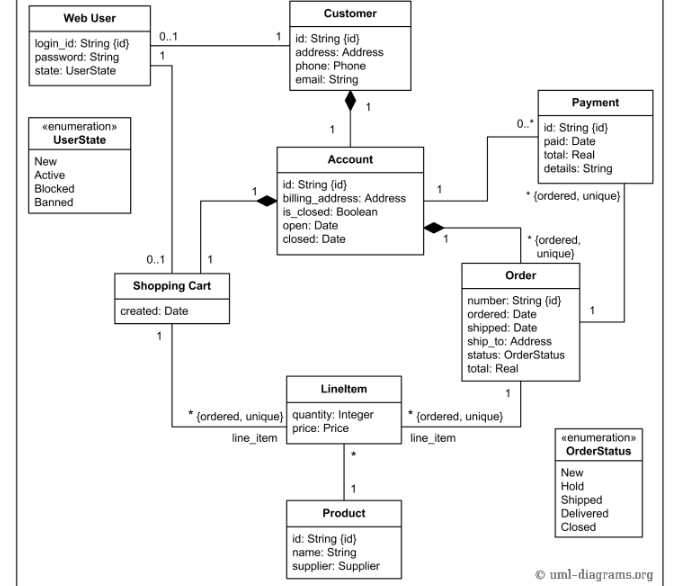 Web User
login_id: String {id}
password: String
state: UserState
0..1
1
1
Customer
id: String {id}
address: Address
phone: Phone
email: String
1
1
«enumeration»
UserState
New
Active
Blocked
Banned
Account
id: String {id}
billing_address: Address
is_closed: Boolean
open: Date
closed: Date
1
1
1
0..*
Payment
id: String {id}
paid: Date
total: Real
details: String
* {ordered, unique}
1
* {ordered,
unique}
0..1
1
Shopping Cart
created: Date
1
Order
number: String {id}
ordered: Date
shipped: Date
ship_to: Address
status: OrderStatus
total: Real
1
LineItem
quantity: Integer
price: Price
* {ordered, unique}
line_item
* {ordered, unique}
line_item
*
1
Product
id: String {id}
name: String
supplier: Supplier
«enumeration»
OrderStatus
New
Hold
Shipped
Delivered
Closed
© uml-diagrams.org